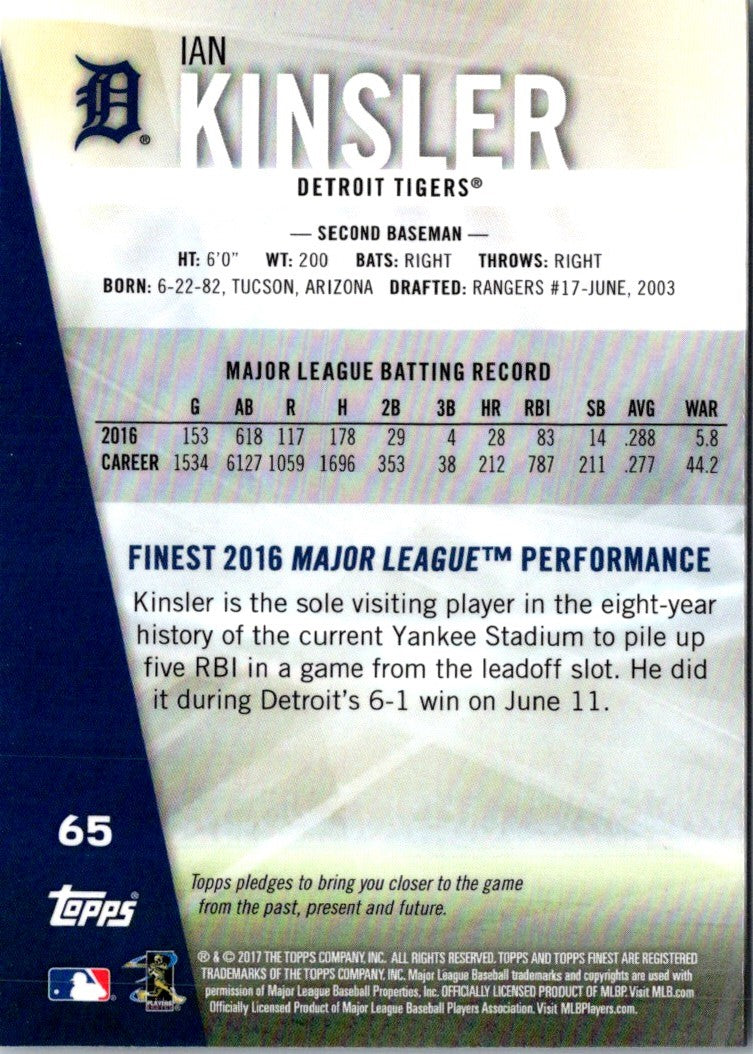 IAN
KINSLER
D®
DETROIT TIGERS®
— SECOND BASEMAN —
HT: 6'0" WT: 200 BATS: RIGHT THROWS: RIGHT
BORN: 6-22-82, TUCSON, ARIZONA DRAFTED: RANGERS #17-JUNE, 2003
MAJOR LEAGUE BATTING RECORD
G AB R H 2B 3B HR RBI SB AVG WAR
2016 153 618 117 178 29 4 28 83 14 .288 5.8
CAREER 1534 6127 1059 1696 353 38 212 787 211 .277 44.2
FINEST 2016 MAJOR LEAGUE™ PERFORMANCE
Kinsler is the sole visiting player in the eight-year
history of the current Yankee Stadium to pile up
five RBI in a game from the leadoff slot. He did
it during Detroit's 6-1 win on June 11.
65
Topps®
Topps pledges to bring you closer to the game
from the past, present and future.
® & © 2017 THE TOPPS COMPANY, INC. ALL RIGHTS RESERVED. TOPPS AND TOPPS FINEST ARE REGISTERED
TRADEMARKS OF THE TOPPS COMPANY, INC. Major League Baseball trademarks and copyrights are used with
permission of Major League Baseball Properties, Inc. OFFICIALLY LICENSED PRODUCT OF MLBP. Visit MLB.com
Officially Licensed Product of Major League Baseball Players Association. Visit MLBPlayers.com.